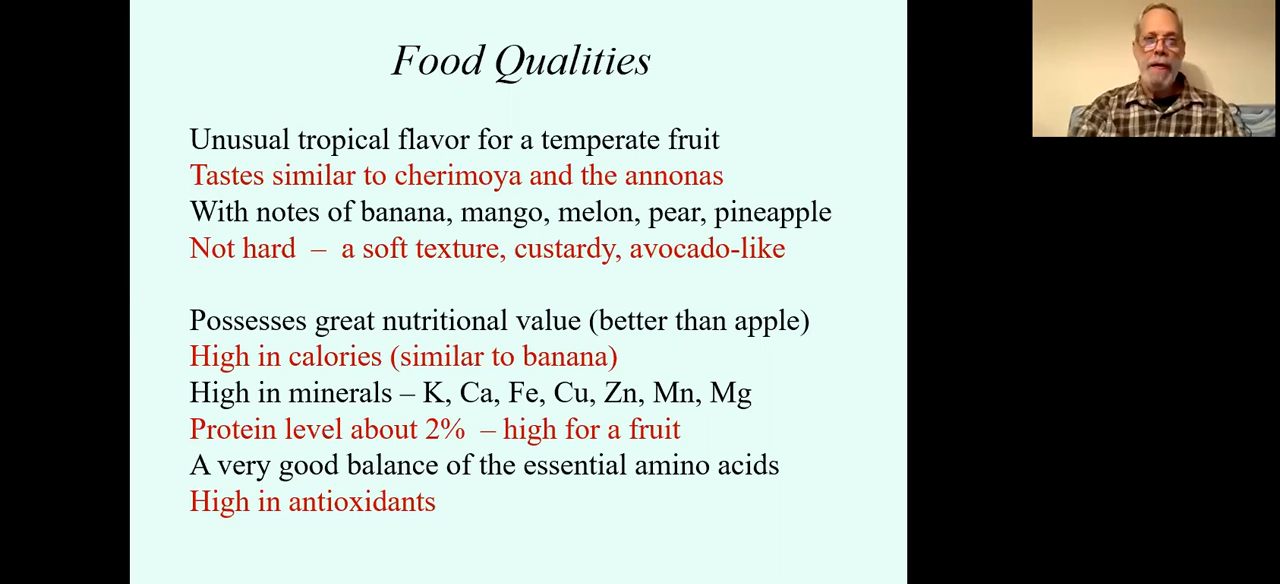 Food Qualities
Unusual tropical flavor for a temperate fruit
Tastes similar to cherimoya and the annonas
With notes of banana, mango, melon, pear, pineapple
Not hard – a soft texture, custardy, avocado-like
Possesses great nutritional value (better than apple)
High in calories (similar to banana)
High in minerals – K, Ca, Fe, Cu, Zn, Mn, Mg
Protein level about 2% – high for a fruit
A very good balance of the essential amino acids
High in antioxidants